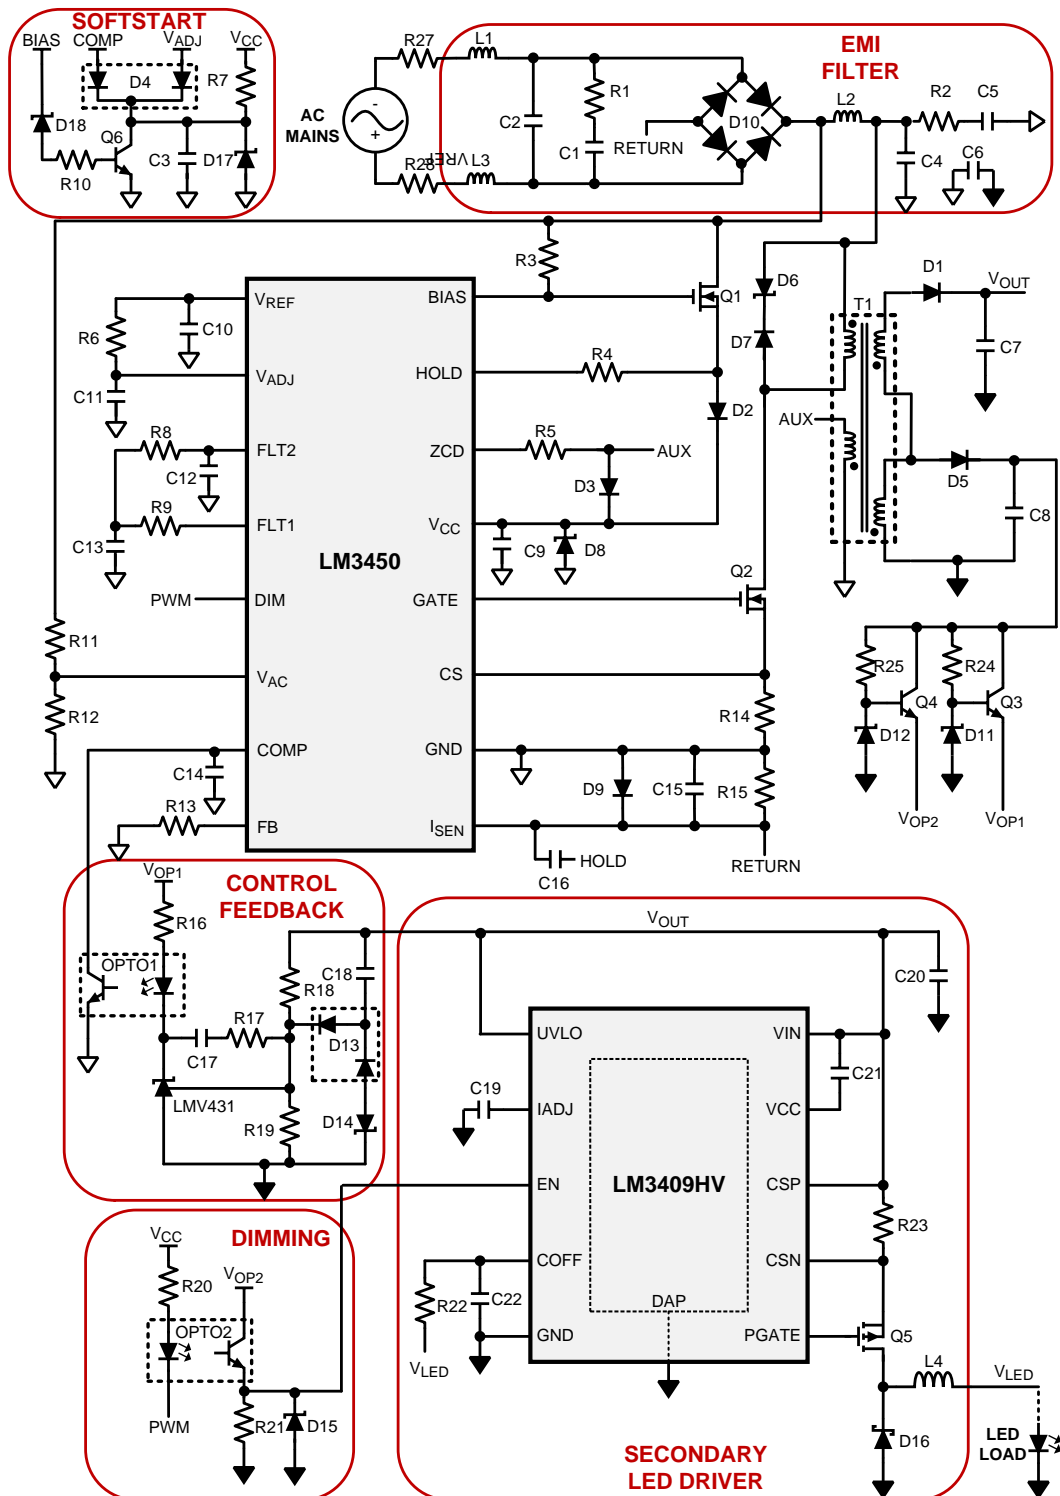 SOFTSTART
BIAS
COMP
VADJ
VCC
D4
R7
D18
Q6
R10
C3
D17
R27
L1
AC
MAINS
R28
L3
VREF
EMI
FILTER
C2
R1
C1
RETURN
D10
L2
R2
C5
C4
C6
R3
Q1
D6
D7
R4
D2
R5
AUX
D3
C9
D8
Q2
T1
D1
VOUT
C7
AUX
D5
C8
R6
C10
C11
R8
C12
R9
C13
PWM
R11
R12
C14
R13
LM3450
VREF
VADJ
FLT2
FLT1
DIM
VAC
COMP
FB
BIAS
HOLD
ZCD
VCC
GATE
CS
GND
ISEN
R14
D9
C15
R15
C16
HOLD
RETURN
R25
R24
Q4
Q3
D12
D11
VOP2
VOP1
CONTROL
FEEDBACK
VOP1
R16
OPTO1
C17
R17
R18
C18
D13
LMV431
R19
D14
DIMMING
VCC
R20
VOP2
OPTO2
PWM
R21
D15
VOUT
C20
UVLO
VIN
C21
IADJ
VCC
C19
LM3409HV
EN
CSP
R23
COFF
CSN
R22
C22
DAP
GND
PGATE
Q5
VLED
L4
VLED
D16
LED
LOAD
SECONDARY
LED DRIVER